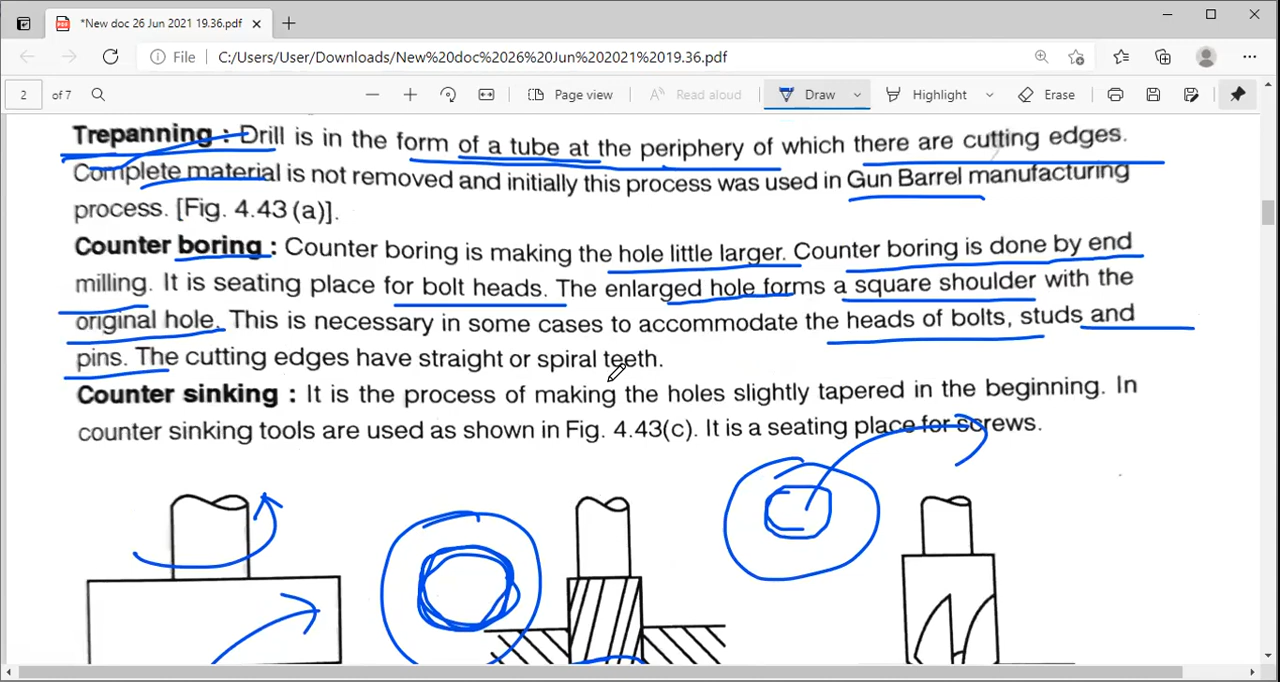 *New doc 26 Jun 2021 19.36.pdf
File C:/Users/User/Downloads/New%20doc%2026%20Jun%202021%2019.36.pdf
2 of 7 Page view Read aloud Draw Highlight Erase
Trepanning : Drill is in the form of a tube at the periphery of which there are cutting edges.
Complete material is not removed and initially this process was used in Gun Barrel manufacturing
process. [Fig. 4.43 (a)].
Counter boring : Counter boring is making the hole little larger. Counter boring is done by end
milling. It is seating place for bolt heads. The enlarged hole forms a square shoulder with the
original hole. This is necessary in some cases to accommodate the heads of bolts, studs and
pins. The cutting edges have straight or spiral teeth.
Counter sinking : It is the process of making the holes slightly tapered in the beginning. In
counter sinking tools are used as shown in Fig. 4.43(c). It is a seating place for screws.